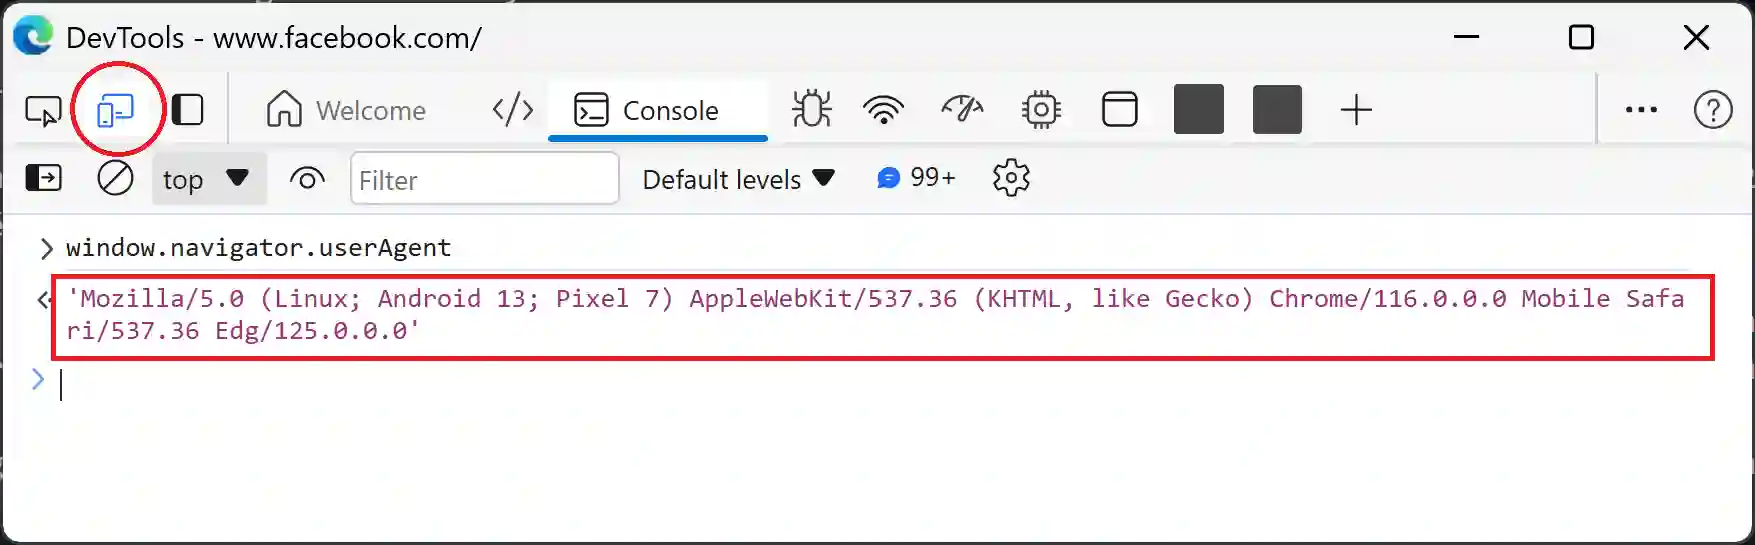 DevTools - www.facebook.com/
Welcome
Console
top
Filter
Default levels
99+
> window.navigator.userAgent
'Mozilla/5.0 (Linux; Android 13; Pixel 7) AppleWebKit/537.36 (KHTML, like Gecko) Chrome/116.0.0.0 Mobile Safa
ri/537.36 Edg/125.0.0.0'
>